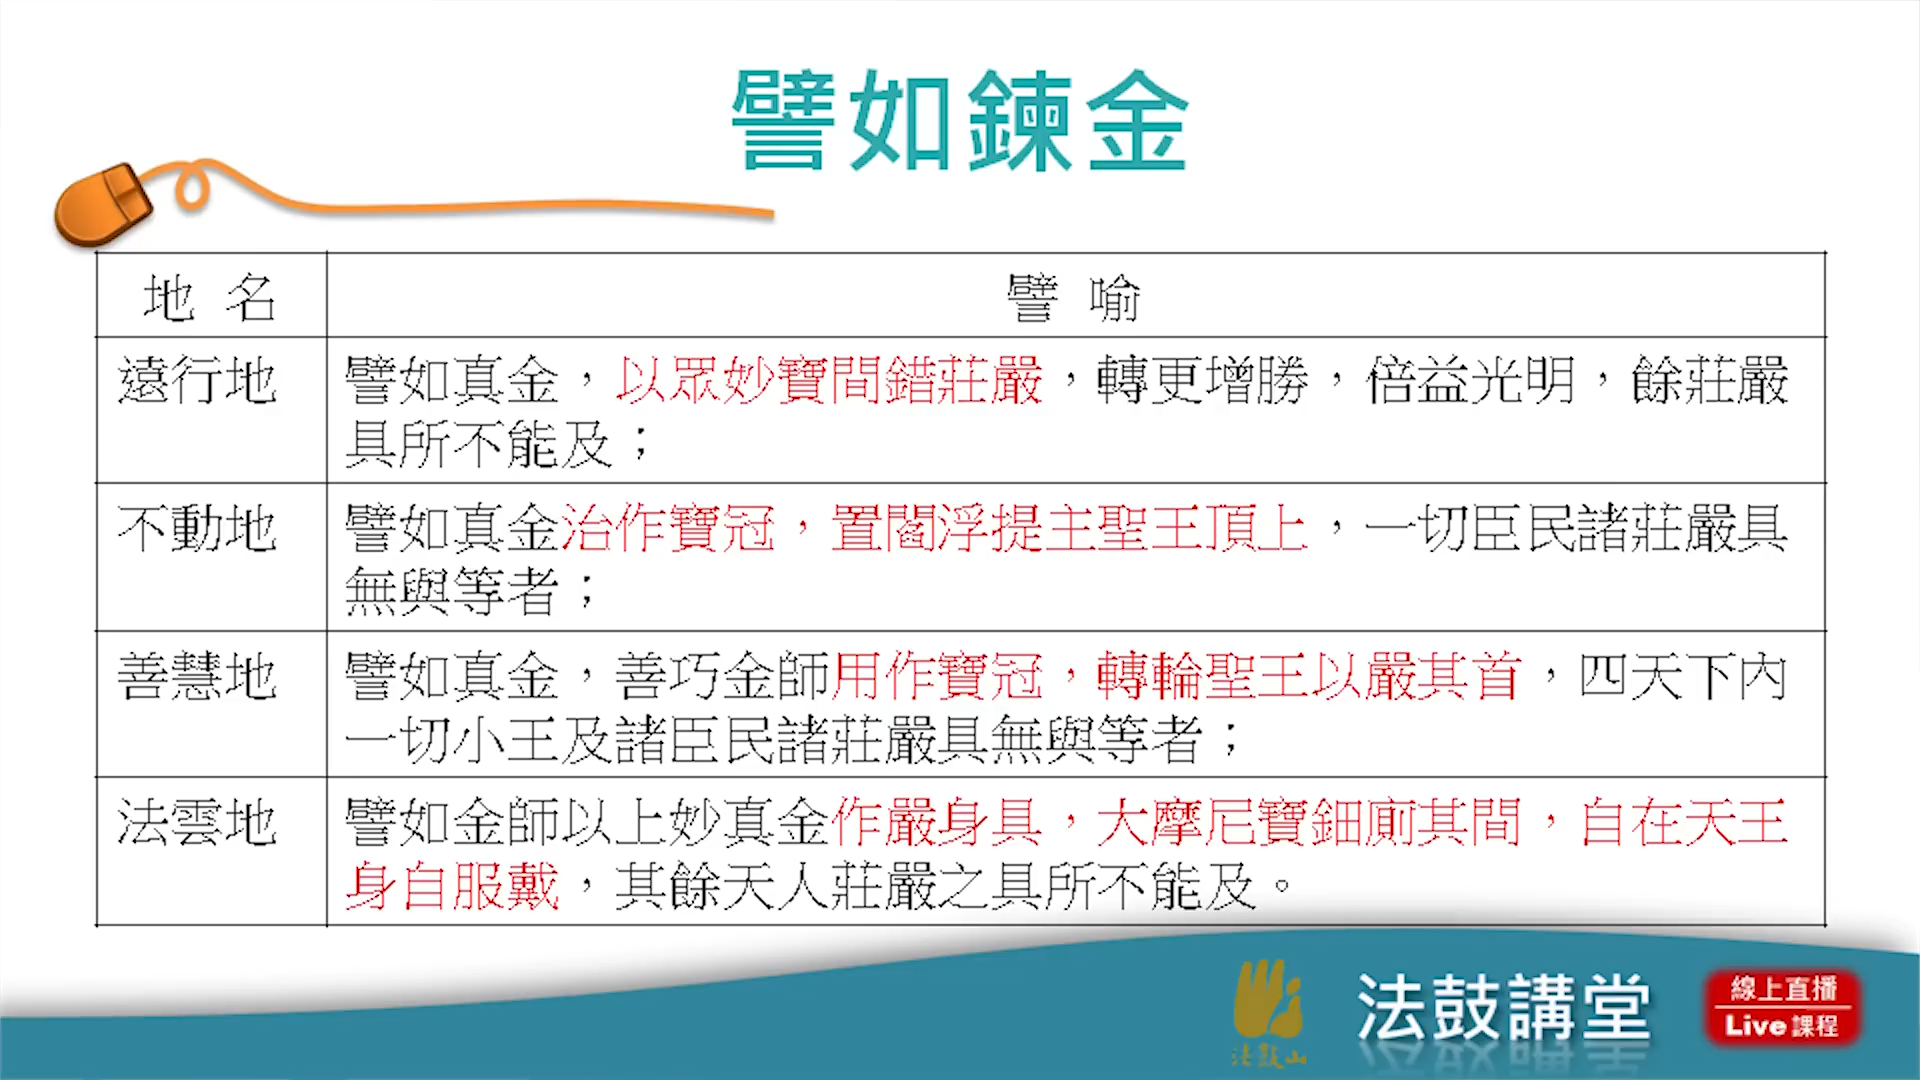 譬如鍊金
地 名
譬 喻
遠行地
譬如真金，以眾妙寶間錯莊嚴，轉更增勝，倍益光明，餘莊嚴
具所不能及；
不動地
譬如真金治作寶冠，置閻浮提主聖王頂上，一切臣民諸莊嚴具
無與等者；
善慧地
譬如真金，善巧金師用作寶冠，轉輪聖王以嚴其首，四天下內
一切小王及諸臣民諸莊嚴具無與等者；
法雲地
譬如金師以上妙真金作嚴身具，大摩尼寶鈿廁其間，自在天王
身自服戴，其餘天人莊嚴之具所不能及。
法鼓山
法鼓講堂
線上直播
Live 課程